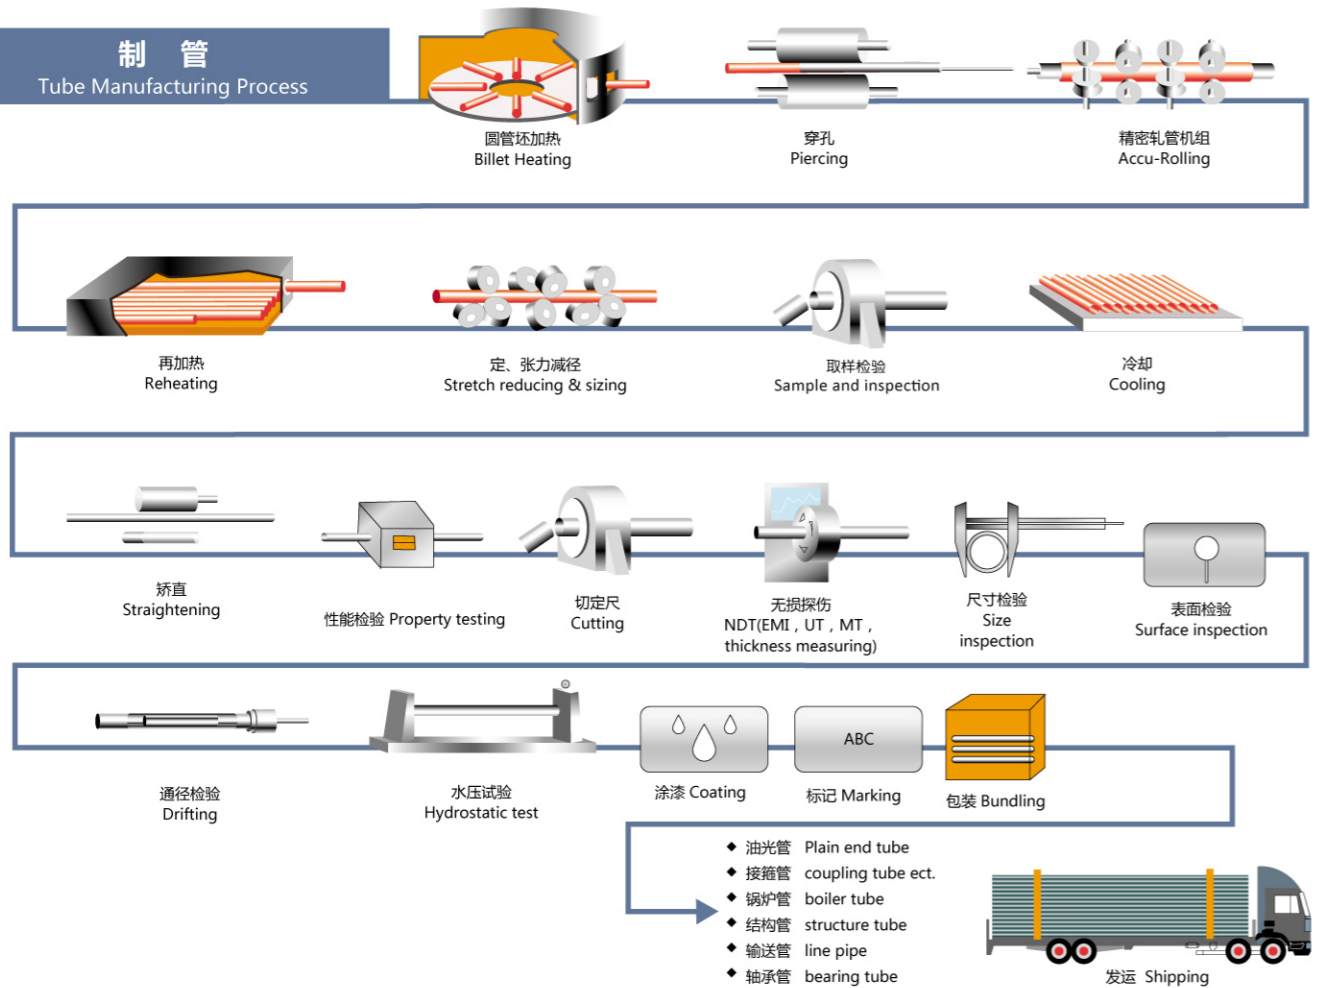 制 管
Tube Manufacturing Process
圆管坯加热
Billet Heating
穿孔
Piercing
精密轧管机组
Accu-Rolling
再加热
Reheating
定、张力减径
Stretch reducing & sizing
取样检验
Sample and inspection
冷却
Cooling
矫直
Straightening
性能检验 Property testing
切定尺
Cutting
无损探伤
NDT(EMI , UT , MT ,
thickness measuring)
尺寸检验
Size
inspection
表面检验
Surface inspection
通径检验
Drifting
水压试验
Hydrostatic test
涂漆 Coating
ABC
标记 Marking
包装 Bundling
◆ 油光管 Plain end tube
◆ 接箍管 coupling tube ect.
◆ 锅炉管 boiler tube
◆ 结构管 structure tube
◆ 输送管 line pipe
◆ 轴承管 bearing tube
发运 Shipping